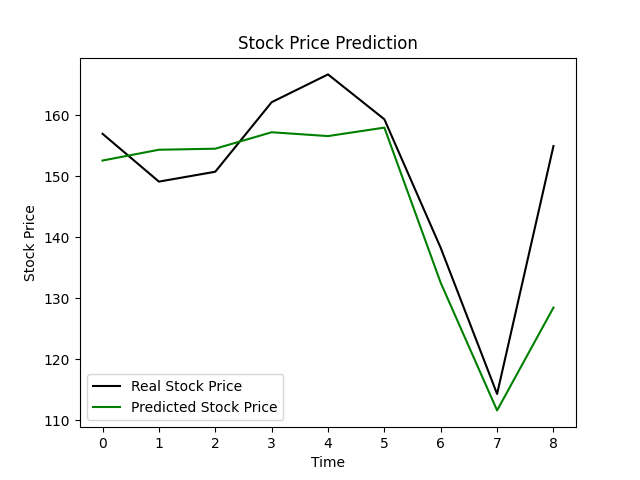 Stock Price Prediction
160
150
140
130
120
110
Stock Price
Real Stock Price
Predicted Stock Price
0 1 2 3 4 5 6 7 8
Time